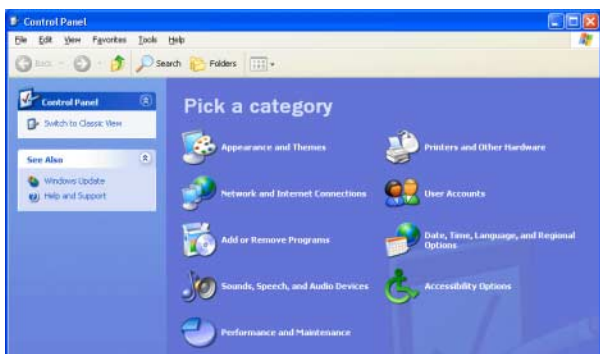 Control Panel
File Edit View Favorites Tools Help
Back Search Folders
Control Panel
Switch to Classic View
See Also
Windows Update
Help and Support
Pick a category
Appearance and Themes
Printers and Other Hardware
Network and Internet Connections
User Accounts
Add or Remove Programs
Date, Time, Language, and Regional
Options
Sounds, Speech, and Audio Devices
Accessibility Options
Performance and Maintenance